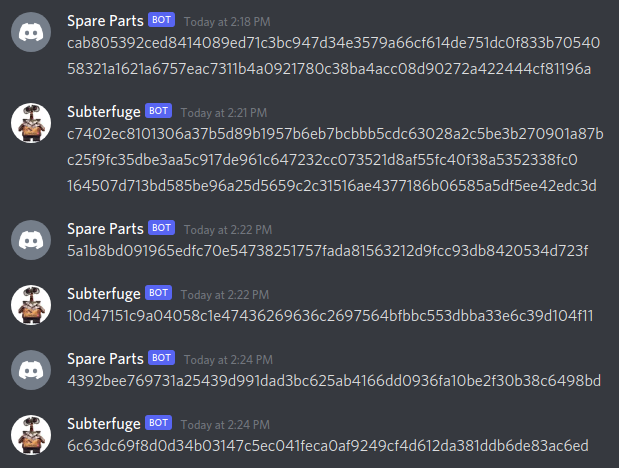 Spare Parts BOT Today at 2:18 PM
cab805392ced8414089ed71c3bc947d34e3579a66cf614de751dc0f833b70540
58321a1621a6757eac7311b4a0921780c38ba4acc08d90272a422444cf81196a
Subterfuge BOT Today at 2:21 PM
c7402ec8101306a37b5d89b1957b6eb7bcbbb5cdc63028a2c5be3b270901a87b
c25f9fc35dbe3aa5c917de961c647232cc073521d8af55fc40f38a5352338fc0
164507d713bd585be96a25d5659c2c31516ae4377186b06585a5df5ee42edc3d
Spare Parts BOT Today at 2:22 PM
5a1b8bd091965edfc70e54738251757fada81563212d9fcc93db8420534d723f
Subterfuge BOT Today at 2:22 PM
10d47151c9a04058c1e47436269636c2697564bfbbc553dbba33e6c39d104f11
Spare Parts BOT Today at 2:24 PM
4392bee769731a25439d991dad3bc625ab4166dd0936fa10be2f30b38c6498bd
Subterfuge BOT Today at 2:24 PM
6c63dc69f8d0d34b03147c5ec041feca0af9249cf4d612da381ddb6de83ac6ed